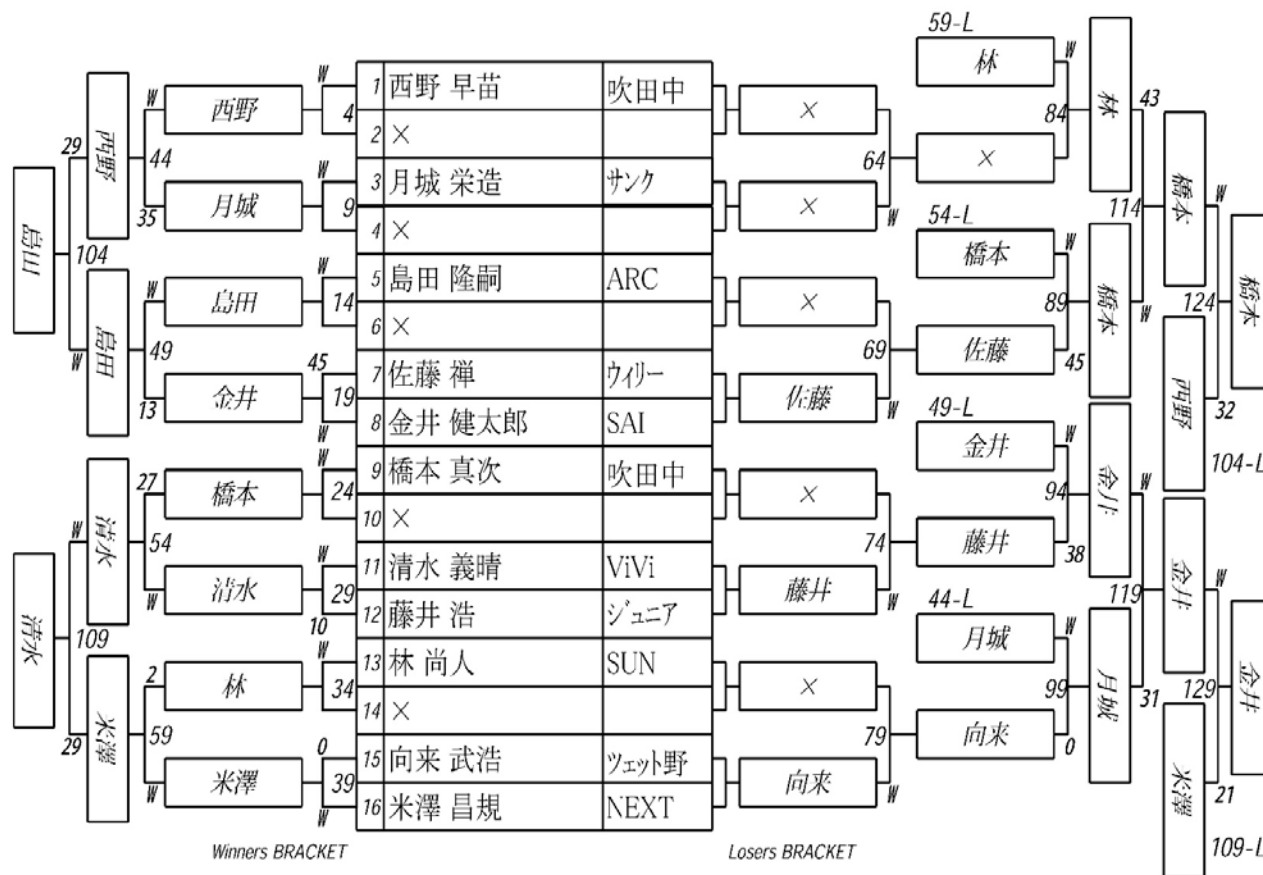 島田
清水
29
104
W
W
109
29
西野
島田
清水
米澤
W
44
35
W
49
13
27
54
W
2
59
W
西野
月城
島田
金井
橋本
清水
林
米澤
W
4
W
9
W
14
45
19
W
W
24
W
29
10
W
34
0
39
W
1 西野 早苗 吹田中
2 ×
3 月城 栄造 サンク
4 ×
5 島田 隆嗣 ARC
6 ×
7 佐藤 禅 ウィリー
8 金井 健太郎 SAI
9 橋本 真次 吹田中
10 ×
11 清水 義晴 ViVi
12 藤井 浩 ジュニア
13 林 尚人 SUN
14 ×
15 向来 武浩 ツェット野
16 米澤 昌規 NEXT
×
×
×
佐藤
×
藤井
×
向来
64
W
69
W
74
W
79
W
59-L
林
×
54-L
橋本
佐藤
49-L
金井
藤井
44-L
月城
向来
W
84
W
89
45
W
94
38
W
99
0
林
橋本
金井
月城
43
114
W
W
119
31
橋本
西野
金井
米澤
W
124
32
104-L
W
129
21
109-L
橋本
金井
Winners BRACKET
Losers BRACKET